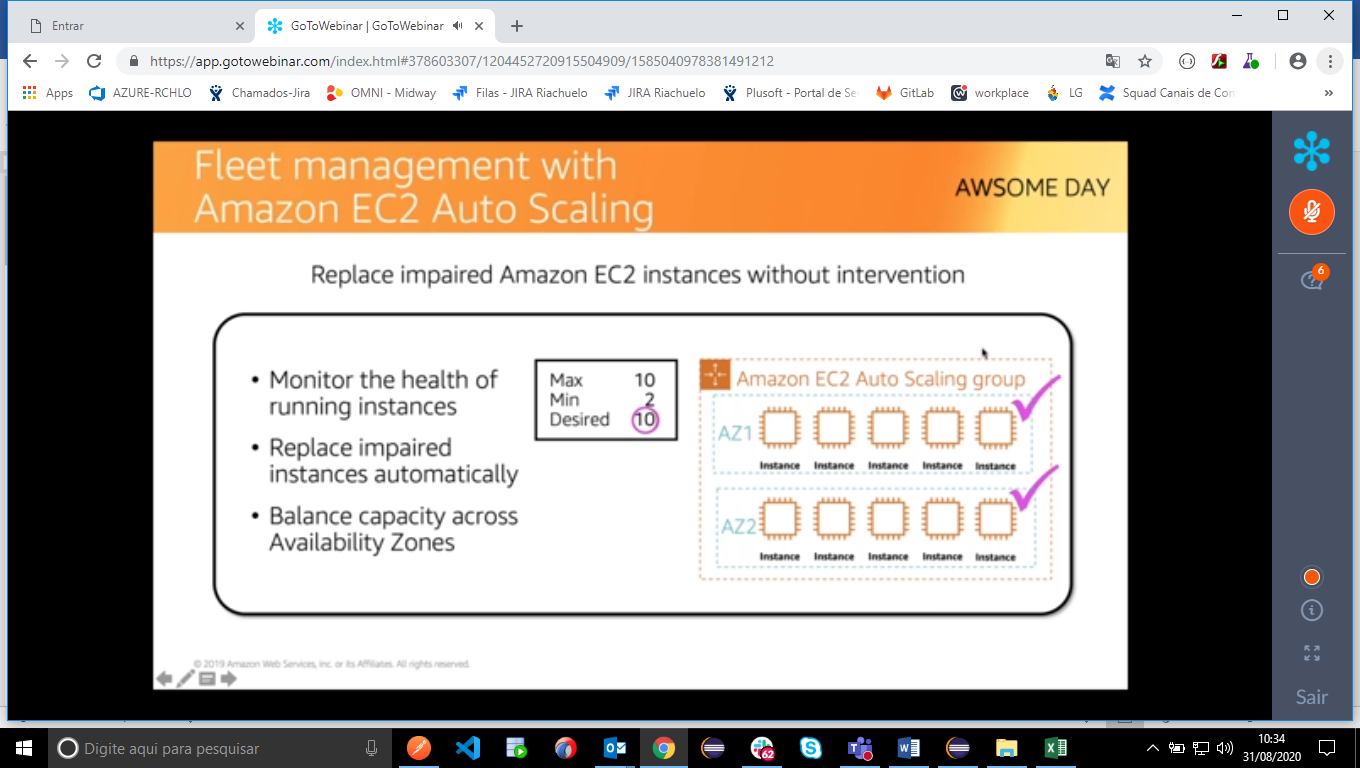 Entrar
GoToWebinar | GoToWebinar
https://app.gotowebinar.com/index.html#378603307/1204452720915504909/1585040978381491212
Apps AZURE-RCHLO Chamados-Jira OMNI - Midway Filas - JIRA Riachuelo JIRA Riachuelo Plusoft - Portal de Se GitLab workplace LG Squad Canais de Con »
Fleet management with
Amazon EC2 Auto Scaling
AWSOME DAY
Replace impaired Amazon EC2 instances without intervention
• Monitor the health of
running instances
• Replace impaired
instances automatically
• Balance capacity across
Availability Zones
Max 10
Min 2
Desired 10
Amazon EC2 Auto Scaling group
AZ1
Instance Instance Instance Instance Instance
AZ2
Instance Instance Instance Instance Instance
© 2019 Amazon Web Services, Inc. or its Affiliates. All rights reserved.
6
Sair
Digite aqui para pesquisar
62
10:34
31/08/2020